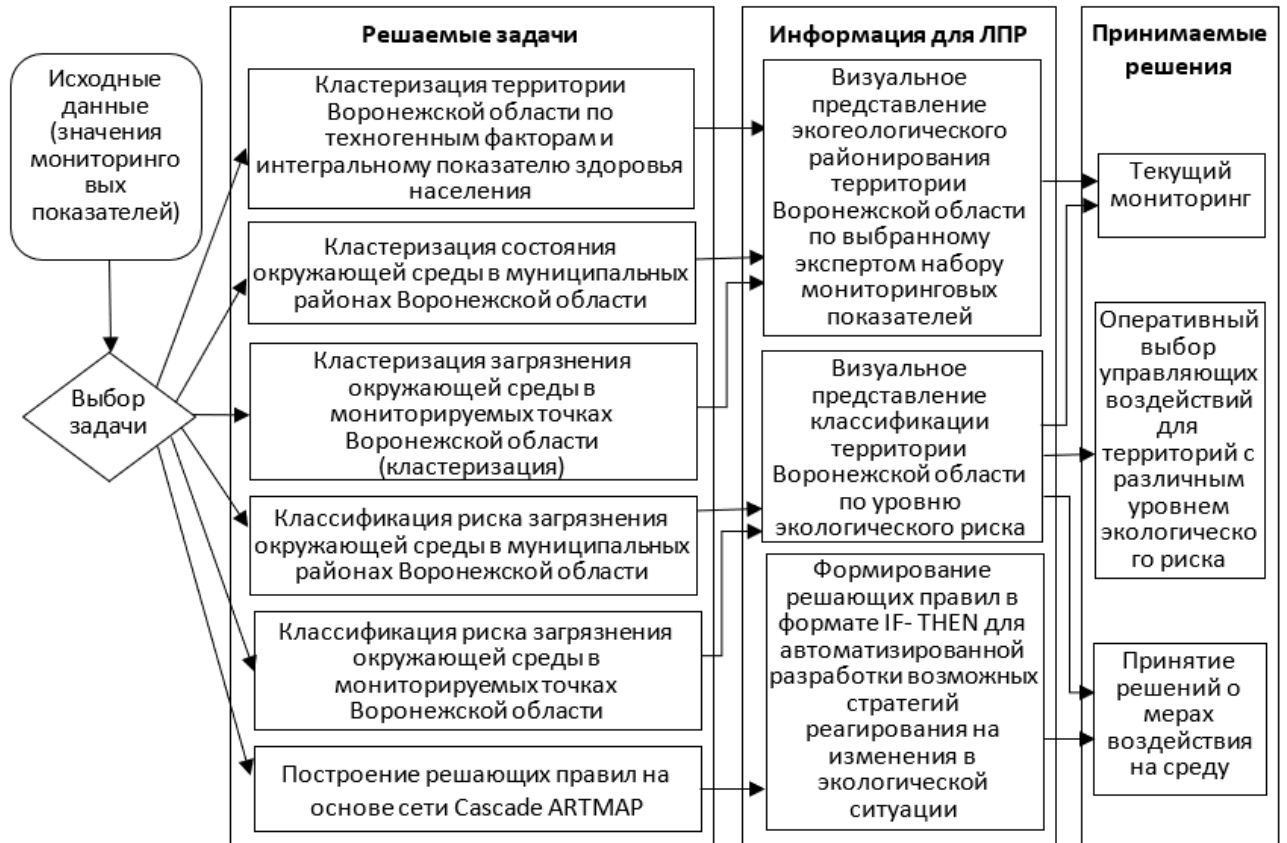 Исходные
данные
(значения
мониторинго
вых
показателей)
Выбор
задачи
Решаемые задачи
Кластеризация территории
Воронежской области по
техногенным факторам и
интегральному показателю здоровья
населения
Кластеризация состояния
окружающей среды в муниципальных
районах Воронежской области
Кластеризация загрязнения
окружающей среды в
мониторируемых точках
Воронежской области
(кластеризация)
Классификация риска загрязнения
окружающей среды в муниципальных
районах Воронежской области
Классификация риска загрязнения
окружающей среды в
мониторируемых точках
Воронежской области
Построение решающих правил на
основе сети Cascade ARTMAP
Информация для ЛПР
Визуальное
представление
экогеологического
районирования
территории
Воронежской области
по выбранному
экспертом набору
мониторинговых
показателей
Визуальное
представление
классификации
территории
Воронежской области
по уровню
экологического риска
Формирование
решающих правил в
формате IF- THEN для
автоматизированной
разработки возможных
стратегий
реагирования на
изменения в
экологической
ситуации
Принимаемые
решения
Текущий
мониторинг
Оперативный
выбор
управляющих
воздействий
для
территорий с
различным
уровнем
экологическо
го риска
Принятие
решений о
мерах
воздействия
на среду